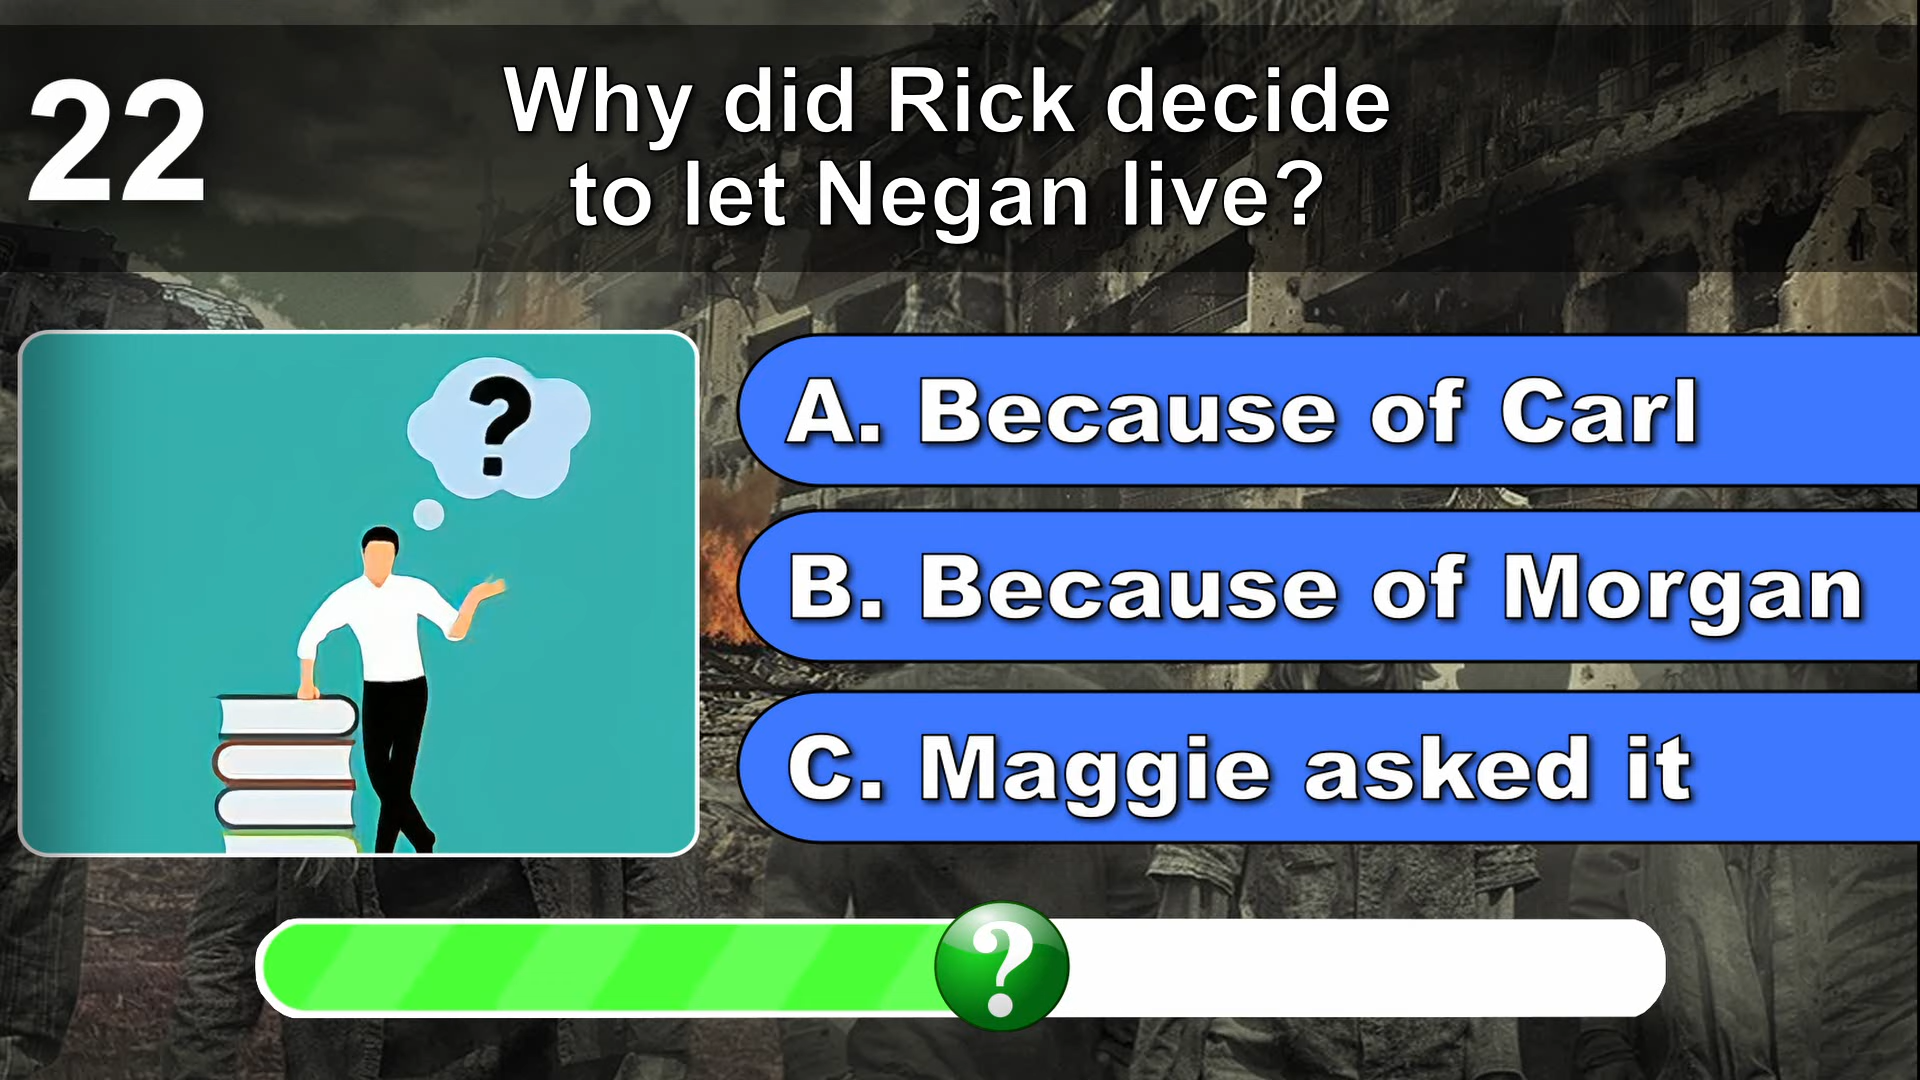 22
Why did Rick decide
to let Negan live?
?
A. Because of Carl
B. Because of Morgan
C. Maggie asked it
?